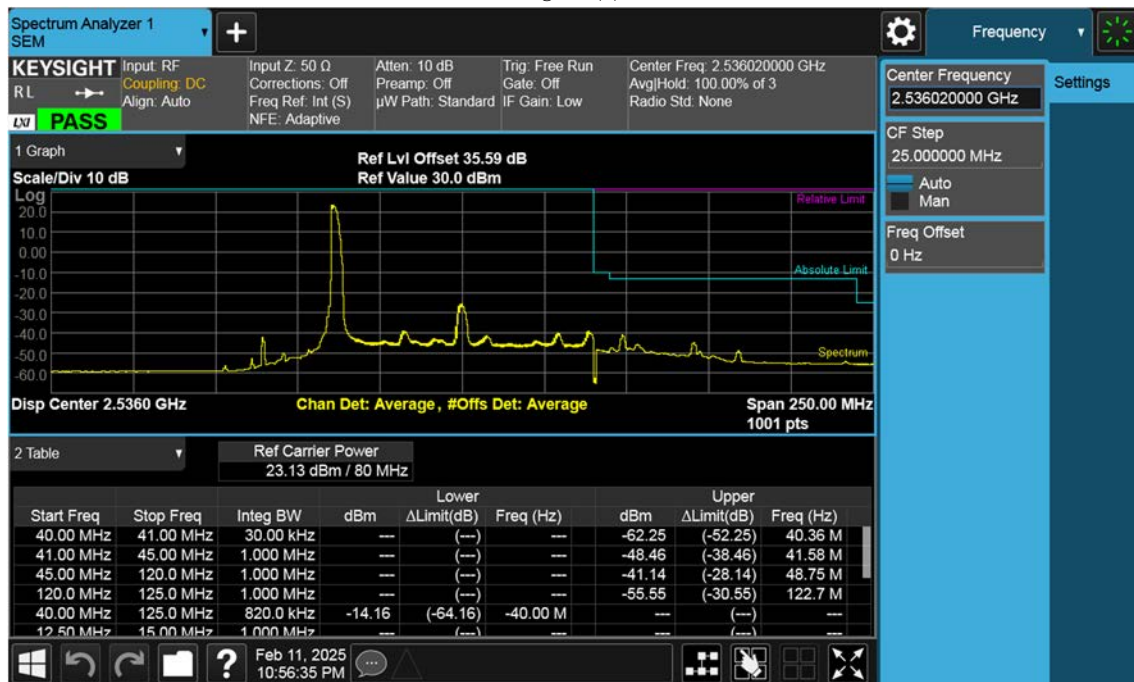 Spectrum Analyzer 1
SEM
Frequency
KEYSIGHT
RL
LXI PASS
Input: RF
Coupling: DC
Align: Auto
Input Z: 50 Ω
Corrections: Off
Freq Ref: Int (S)
NFE: Adaptive
Atten: 10 dB
Preamp: Off
µW Path: Standard
Trig: Free Run
Gate: Off
IF Gain: Low
Center Freq: 2.536020000 GHz
Avg|Hold: 100.00% of 3
Radio Std: None
Center Frequency
2.536020000 GHz
Settings
CF Step
25.000000 MHz
Auto
Man
Freq Offset
0 Hz
1 Graph
Scale/Div 10 dB
Ref Lvl Offset 35.59 dB
Ref Value 30.0 dBm
Log
20.0
10.0
0.00
-10.0
-20.0
-30.0
-40.0
-50.0
-60.0
Relative Limit
Absolute Limit
Spectrum
Disp Center 2.5360 GHz
Chan Det: Average, #Offs Det: Average
Span 250.00 MHz
1001 pts
2 Table
Ref Carrier Power
23.13 dBm / 80 MHz
Lower Upper
Start Freq Stop Freq Integ BW dBm ΔLimit(dB) Freq (Hz) dBm ΔLimit(dB) Freq (Hz)
40.00 MHz 41.00 MHz 30.00 kHz --- (---) --- -62.25 (-52.25) 40.36 M
41.00 MHz 45.00 MHz 1.000 MHz --- (---) --- -48.46 (-38.46) 41.58 M
45.00 MHz 120.0 MHz 1.000 MHz --- (---) --- -41.14 (-28.14) 48.75 M
120.0 MHz 125.0 MHz 1.000 MHz --- (---) --- -55.55 (-30.55) 122.7 M
40.00 MHz 125.0 MHz 820.0 kHz -14.16 (-64.16) -40.00 M --- (---) ---
12.50 MHz 15.00 MHz 1.000 MHz --- (---) --- --- (---) ---
Feb 11, 2025
10:56:35 PM